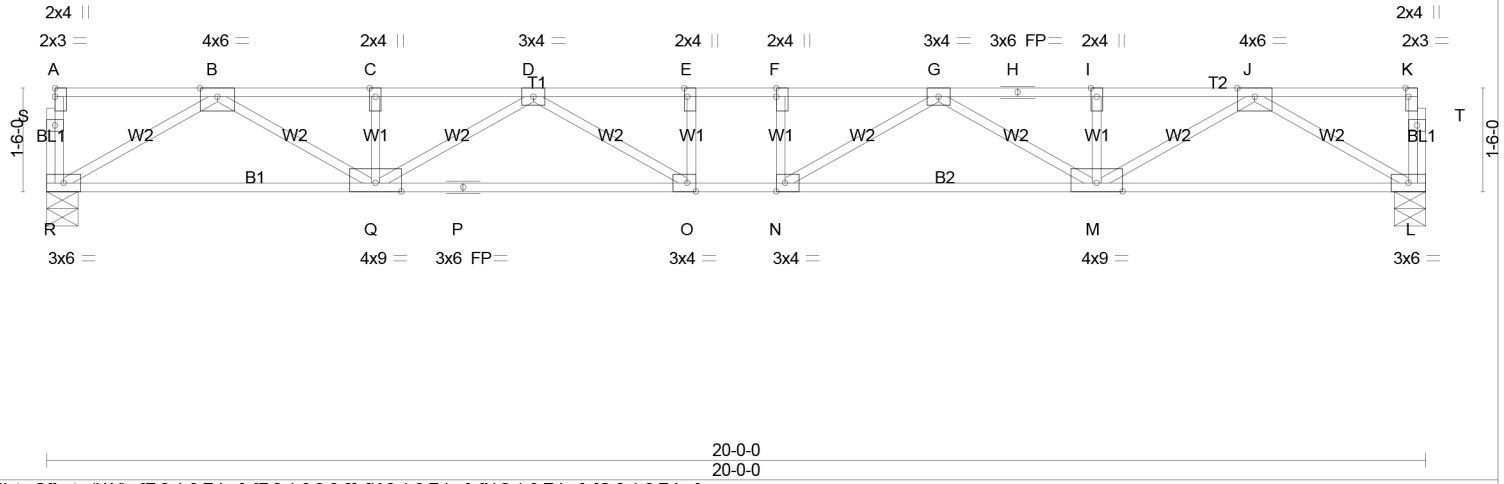 2x4 || 2x4 ||
2x3 = 4x6 = 2x4 || 3x4 = 2x4 || 2x4 || 3x4 = 3x6 FP= 2x4 || 4x6 = 2x3 =
A B C D E F G H I J K
T1 T2
S T
1-6-0 BL1 W2 W2 W1 W2 W2 W1 W1 W2 W2 W1 W2 W2 BL1 1-6-0
B1 B2
R Q P O N M L
3x6 = 4x9 = 3x6 FP= 3x4 = 3x4 = 4x9 = 3x6 =
20-0-0
20-0-0